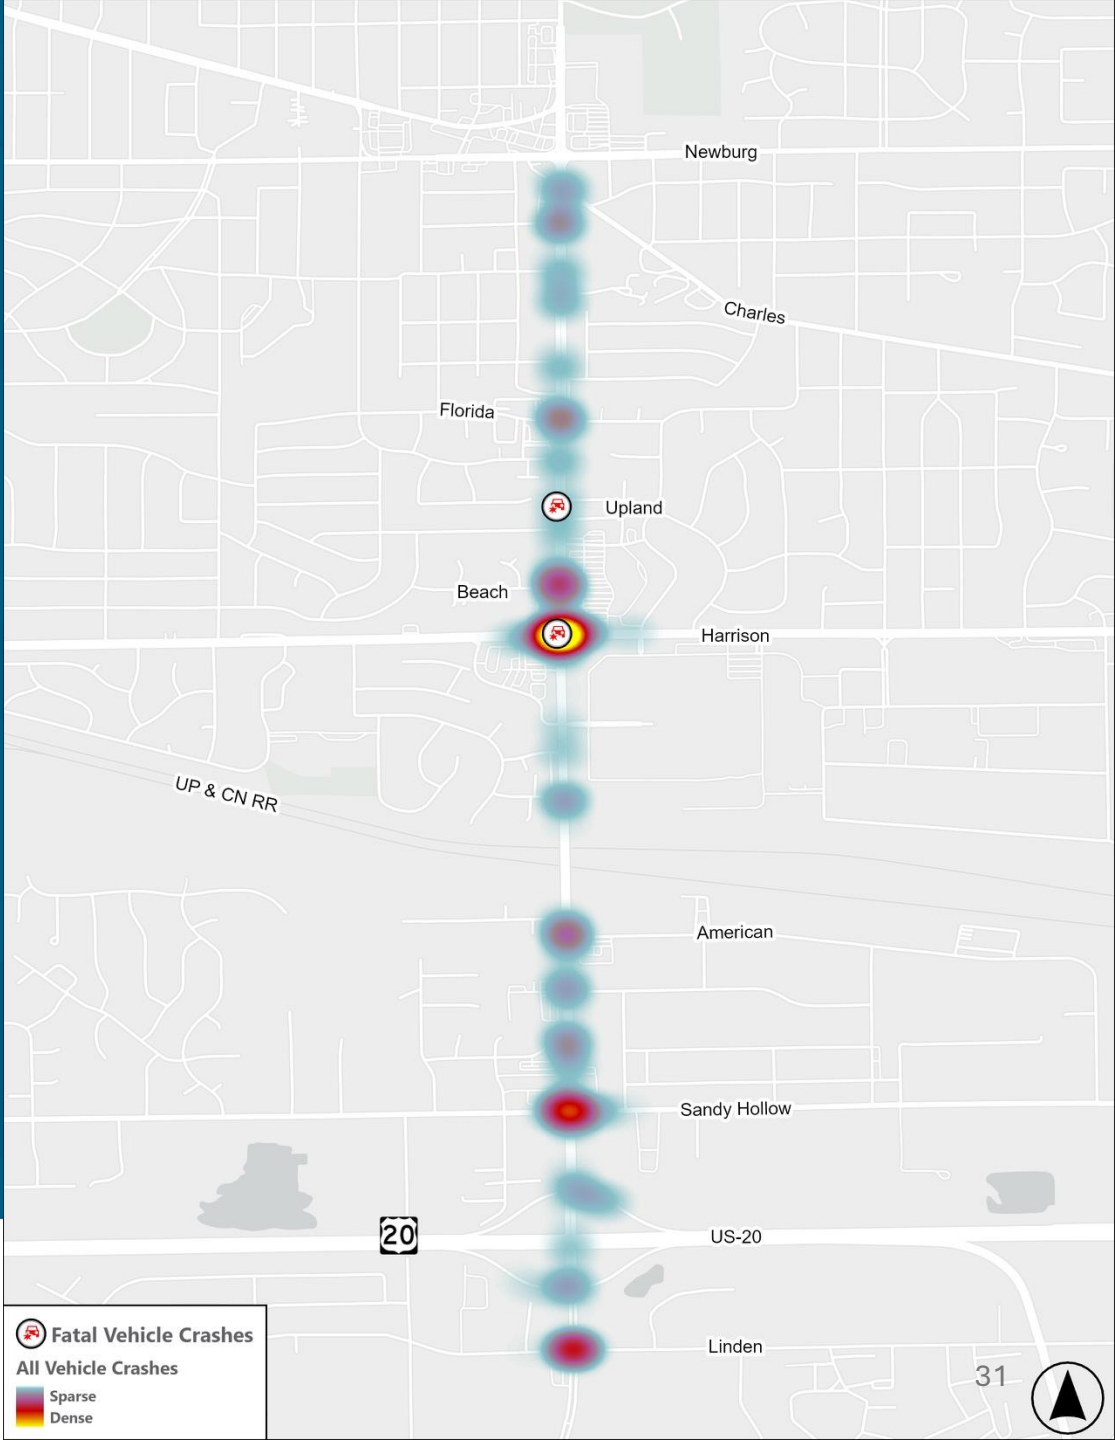 Newburg
Charles
Florida
Upland
Beach
Harrison
UP & CN RR
American
Sandy Hollow
20
US-20
Linden
Fatal Vehicle Crashes
All Vehicle Crashes
Sparse
Dense
31